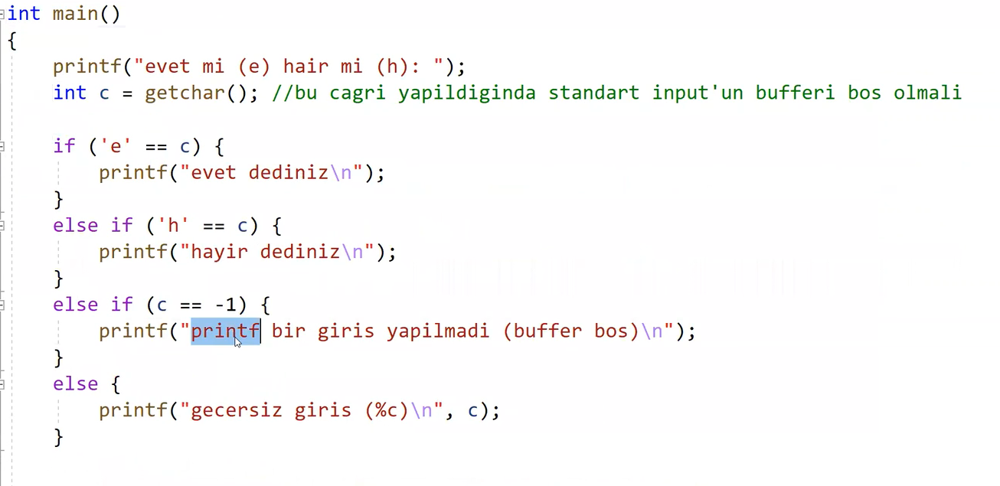 int main()
{
printf("evet mi (e) hair mi (h): ");
int c = getchar(); //bu cagri yapildiginda standart input'un bufferi bos olmali
if ('e' == c) {
printf("evet dediniz\n");
}
else if ('h' == c) {
printf("hayir dediniz\n");
}
else if (c == -1) {
printf("printf bir giris yapilmadi (buffer bos)\n");
}
else {
printf("gecersiz giris (%c)\n", c);
}